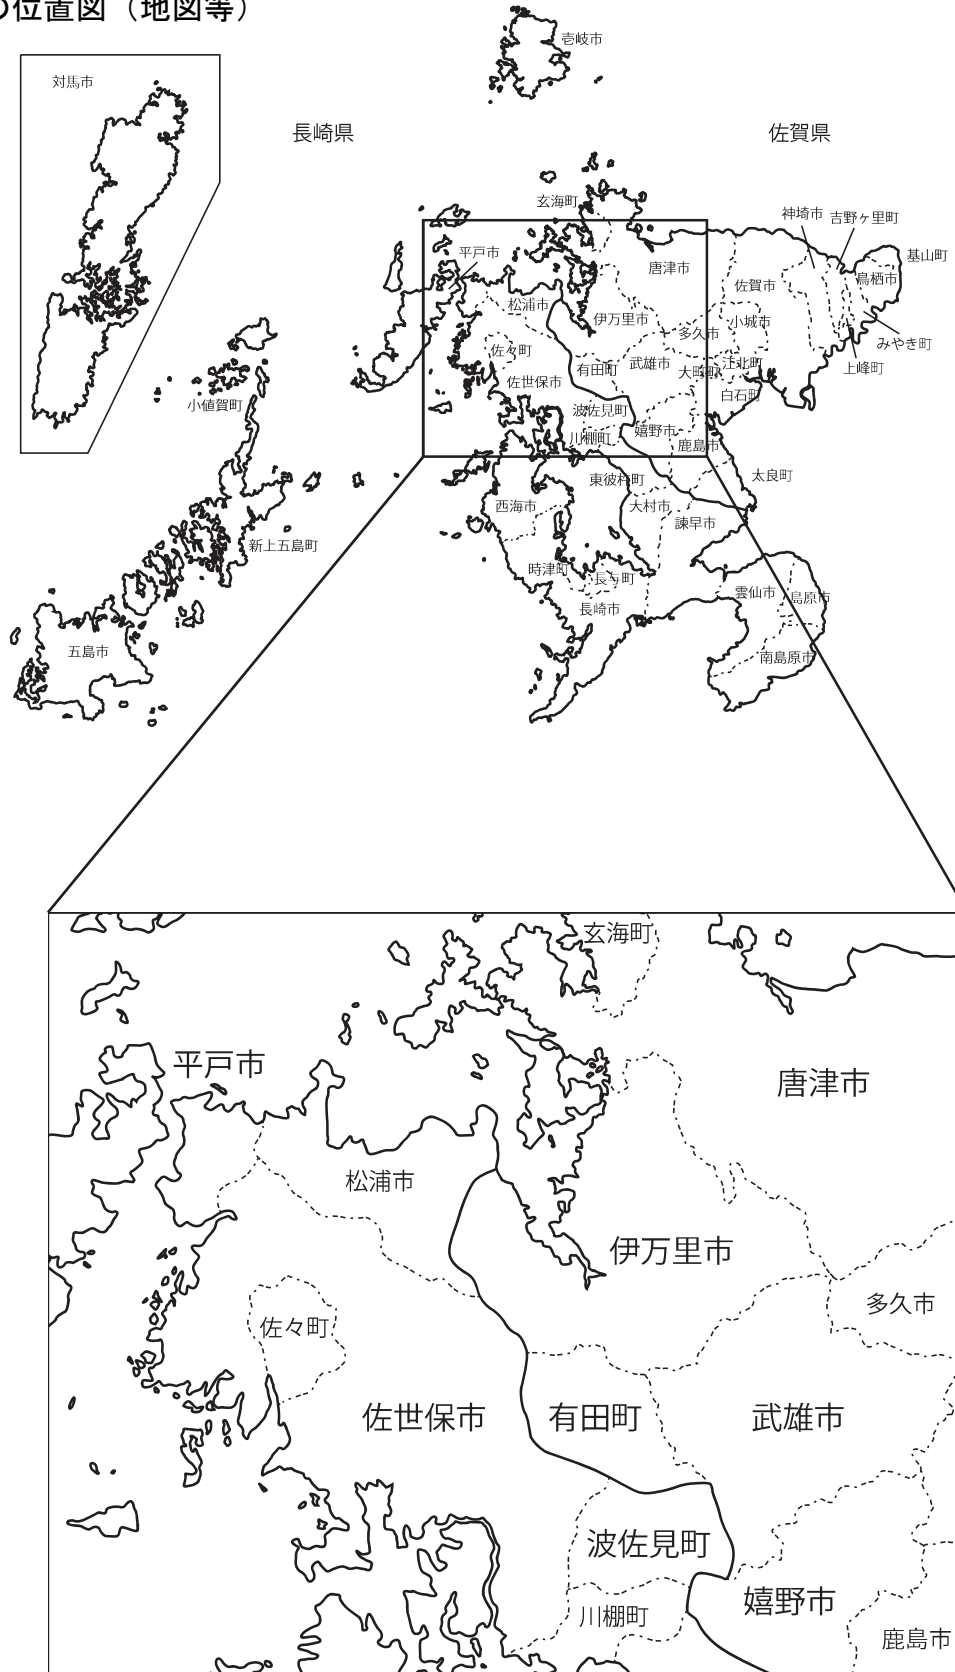 の位置図（地図等）
壱岐市
対馬市
長崎県
佐賀県
玄海町
神埼市
吉野ヶ里町
基山町
平戸市
唐津市
鳥栖市
佐賀市
松浦市
伊万里市
小城市
多久市
みやき町
佐々町
武雄市
江北町
有田町
大町町
上峰町
佐世保市
白石町
小値賀町
波佐見町
嬉野市
川棚町
鹿島市
東彼杵町
太良町
西海市
大村市
諫早市
新上五島町
時津町
長与町
雲仙市
島原市
長崎市
五島市
南島原市
玄海町
平戸市
唐津市
松浦市
伊万里市
多久市
佐々町
佐世保市
有田町
武雄市
波佐見町
嬉野市
川棚町
鹿島市